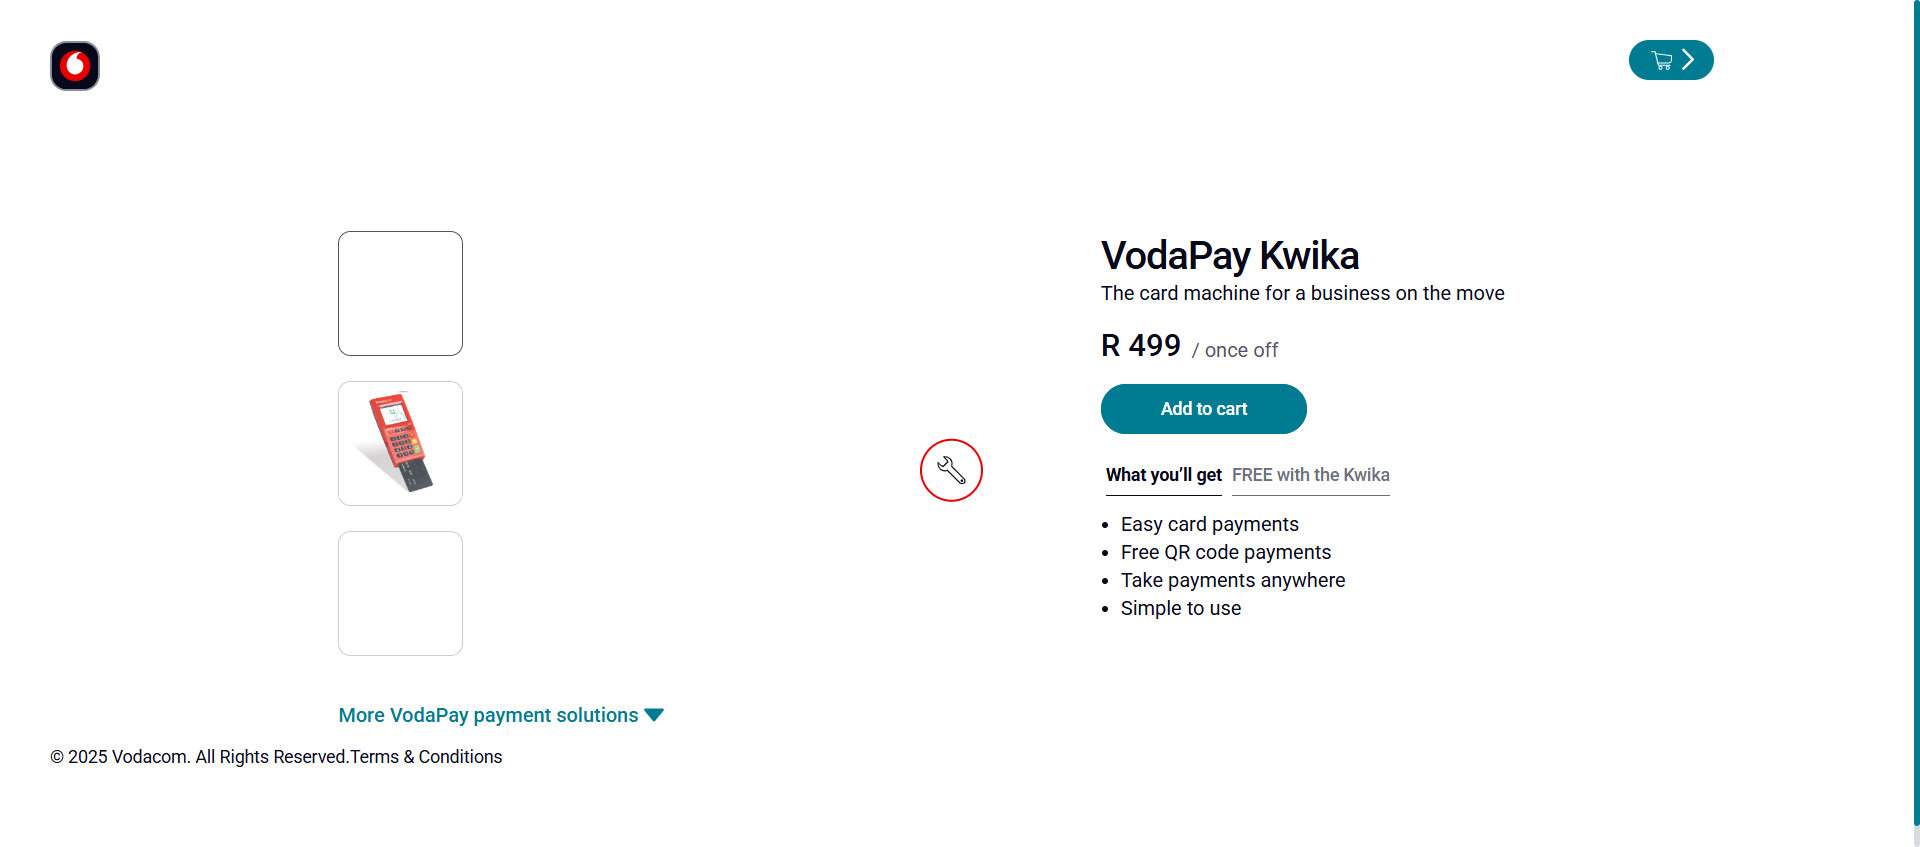 VodaPay Kwika
The card machine for a business on the move
R 499 / once off
Add to cart
What you’ll get FREE with the Kwika
• Easy card payments
• Free QR code payments
• Take payments anywhere
• Simple to use
More VodaPay payment solutions
© 2025 Vodacom. All Rights Reserved.Terms & Conditions